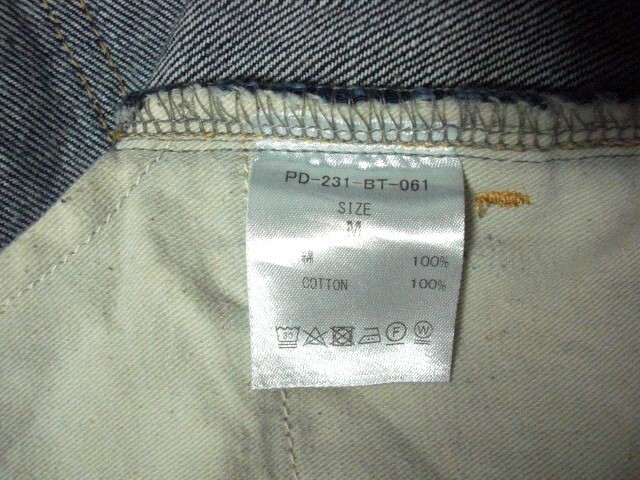 PD-231-BT-061
SIZE
M
綿 100%
COTTON 100%
30 F W